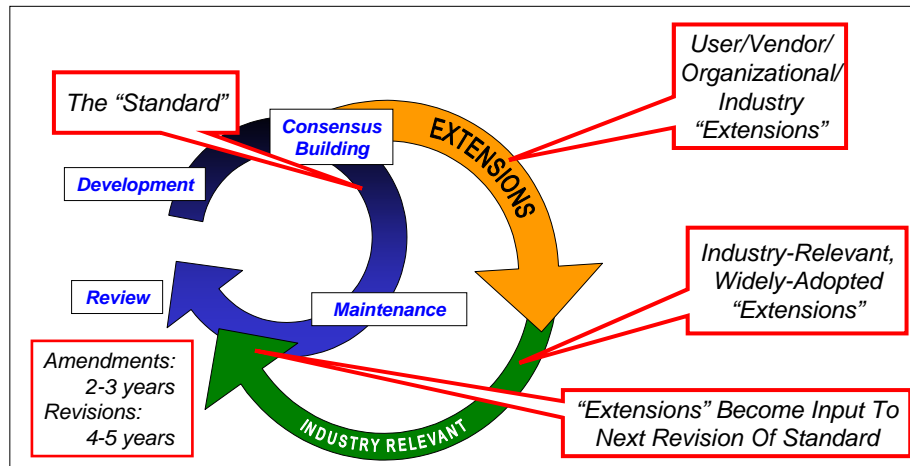 User/Vendor/
Organizational/
Industry
“Extensions”
The “Standard”
Consensus
Building
EXTENSIONS
Development
Industry-Relevant,
Widely-Adopted
“Extensions”
Review
Maintenance
Amendments:
2-3 years
Revisions:
4-5 years
“Extensions” Become Input To
Next Revision Of Standard
INDUSTRY RELEVANT